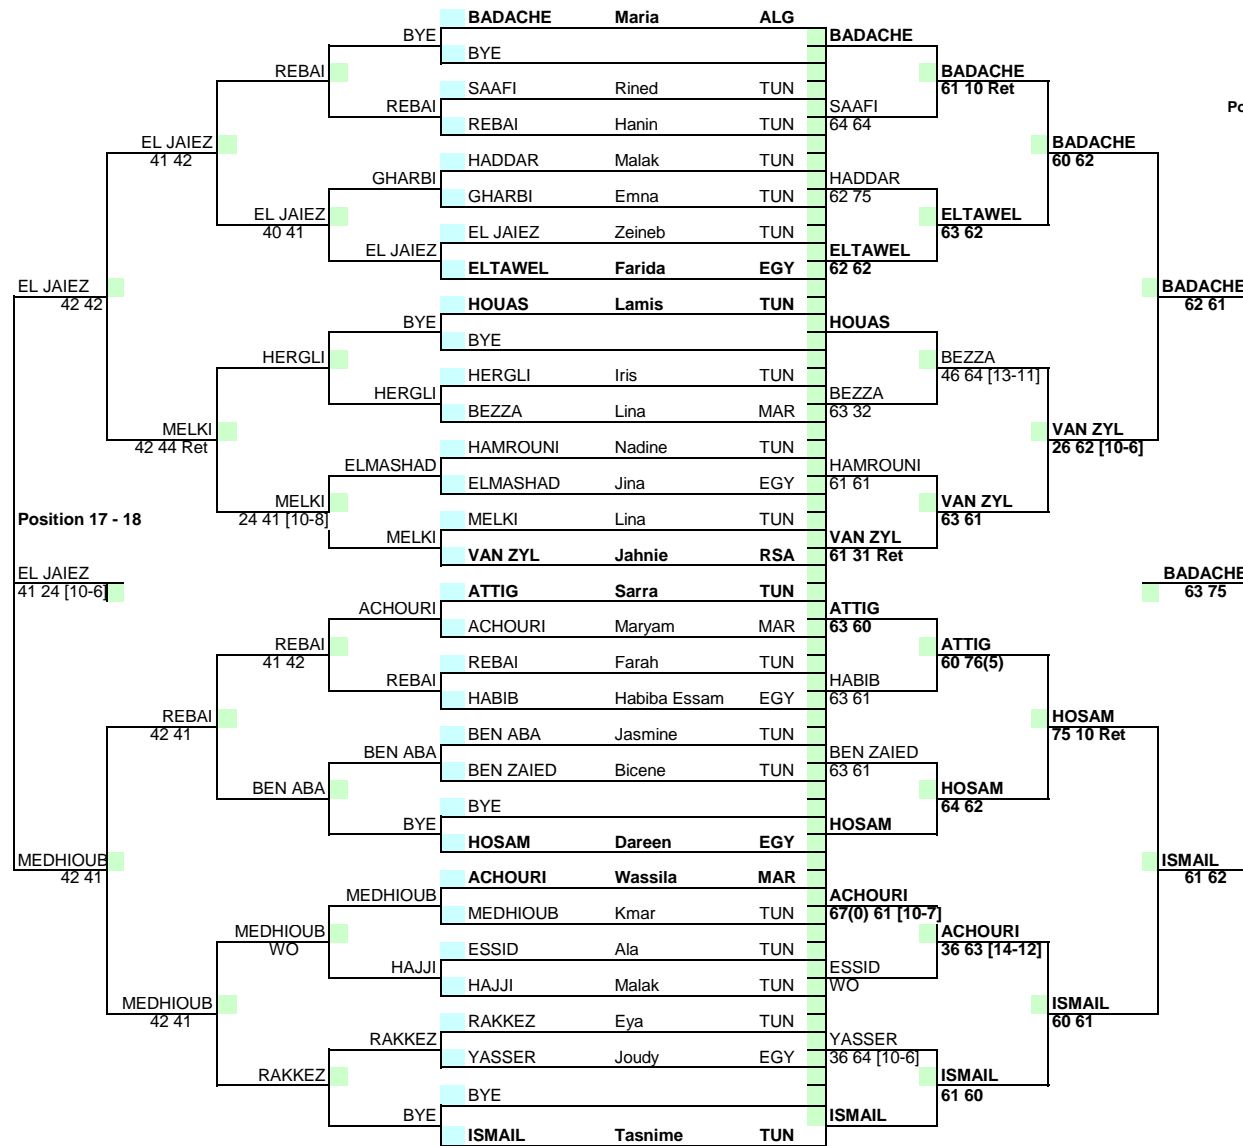 BADACHE Maria ALG
BYE BADACHE
BYE
REBAI BADACHE
61 10 Ret
SAAFI Rined TUN
REBAI SAAFI
64 64
REBAI Hanin TUN
Po
EL JAIEZ BADACHE
41 42 60 62
HADDAR Malak TUN
GHARBI HADDAR
62 75
GHARBI Emna TUN
EL JAIEZ ELTAWEL
40 41 63 62
EL JAIEZ Zeineb TUN
EL JAIEZ ELTAWEL
62 62
ELTAWEL Farida EGY
EL JAIEZ BADACHE
42 42 62 61
HOUAS Lamis TUN
BYE HOUAS
BYE
HERGLI BEZZA
46 64 [13-11]
HERGLI Iris TUN
HERGLI BEZZA
63 32
BEZZA Lina MAR
MELKI VAN ZYL
42 44 Ret 26 62 [10-6]
HAMROUNI Nadine TUN
ELMASHAD HAMROUNI
61 61
ELMASHAD Jina EGY
MELKI VAN ZYL
24 41 [10-8] 63 61
Position 17 - 18
MELKI Lina TUN
MELKI VAN ZYL
61 31 Ret
VAN ZYL Jahnie RSA
EL JAIEZ BADACHE
41 24 [10-6] 63 75
ATTIG Sarra TUN
ACHOURI ATTIG
63 60
ACHOURI Maryam MAR
REBAI ATTIG
41 42 60 76(5)
REBAI Farah TUN
REBAI HABIB
63 61
HABIB Habiba Essam EGY
REBAI HOSAM
42 41 75 10 Ret
BEN ABA Jasmine TUN
BEN ABA BEN ZAIED
63 61
BEN ZAIED Bicene TUN
BEN ABA HOSAM
64 62
BYE
BYE HOSAM
HOSAM Dareen EGY
MEDHIOUB ISMAIL
42 41 61 62
ACHOURI Wassila MAR
MEDHIOUB ACHOURI
67(0) 61 [10-7]
MEDHIOUB Kmar TUN
MEDHIOUB ACHOURI
WO 36 63 [14-12]
ESSID Ala TUN
HAJJI ESSID
WO
HAJJI Malak TUN
MEDHIOUB ISMAIL
42 41 60 61
RAKKEZ Eya TUN
RAKKEZ YASSER
36 64 [10-6]
YASSER Joudy EGY
RAKKEZ ISMAIL
61 60
BYE
BYE ISMAIL
ISMAIL Tasnime TUN